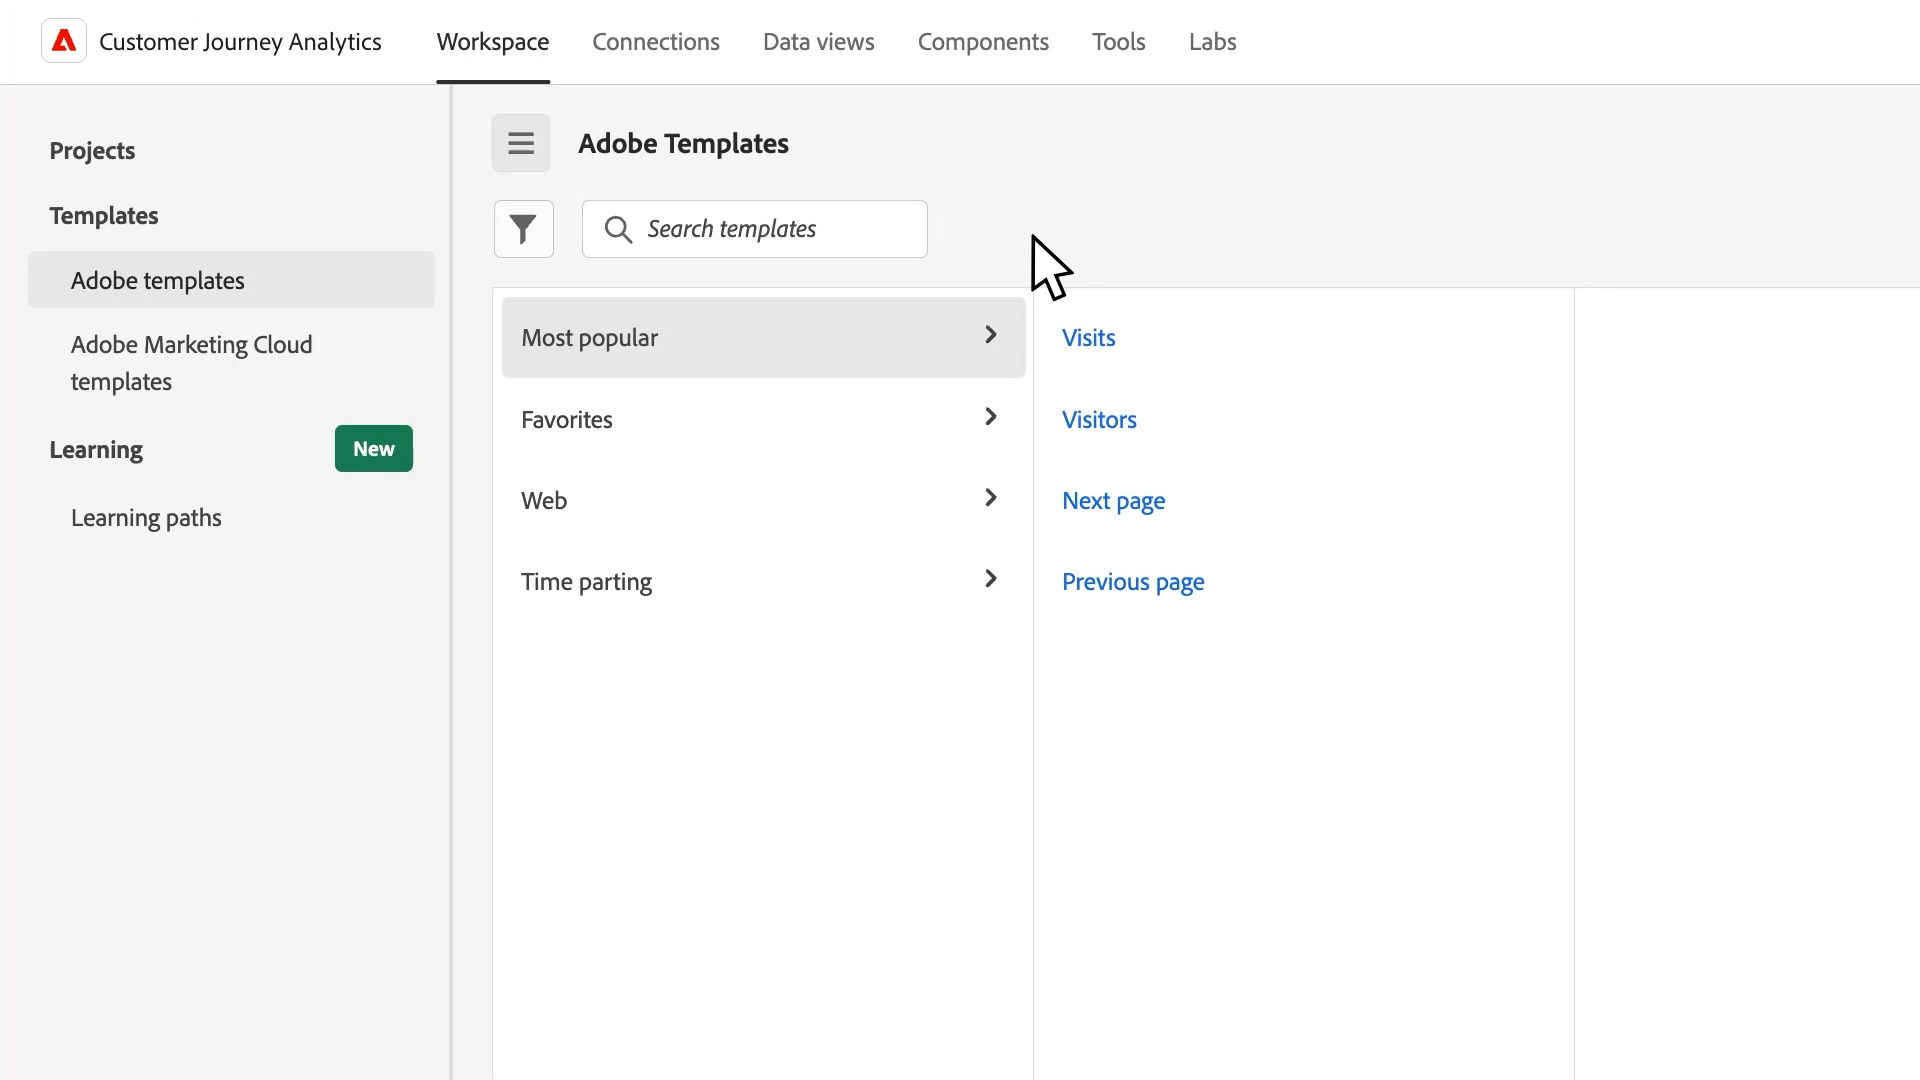 Customer Journey Analytics
Workspace
Connections
Data views
Components
Tools
Labs
Projects
Templates
Adobe templates
Adobe Marketing Cloud
templates
Learning
New
Learning paths
Adobe Templates
Search templates
Most popular
Favorites
Web
Time parting
Visits
Visitors
Next page
Previous page